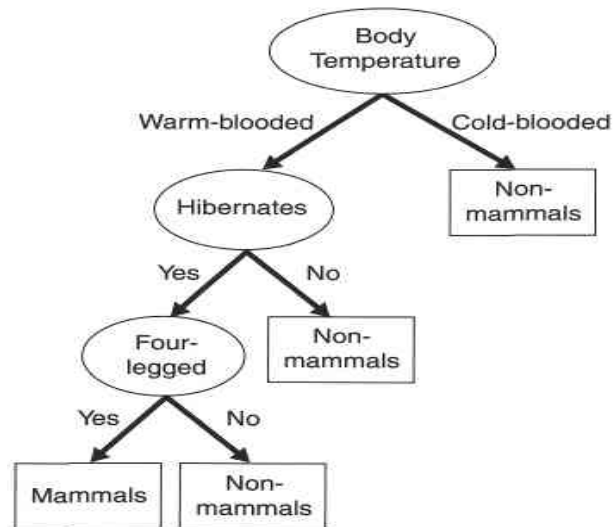 Body
Temperature
Warm-blooded
Cold-blooded
Hibernates
Non-
mammals
Yes
No
Four-
legged
Non-
mammals
Yes
No
Mammals
Non-
mammals